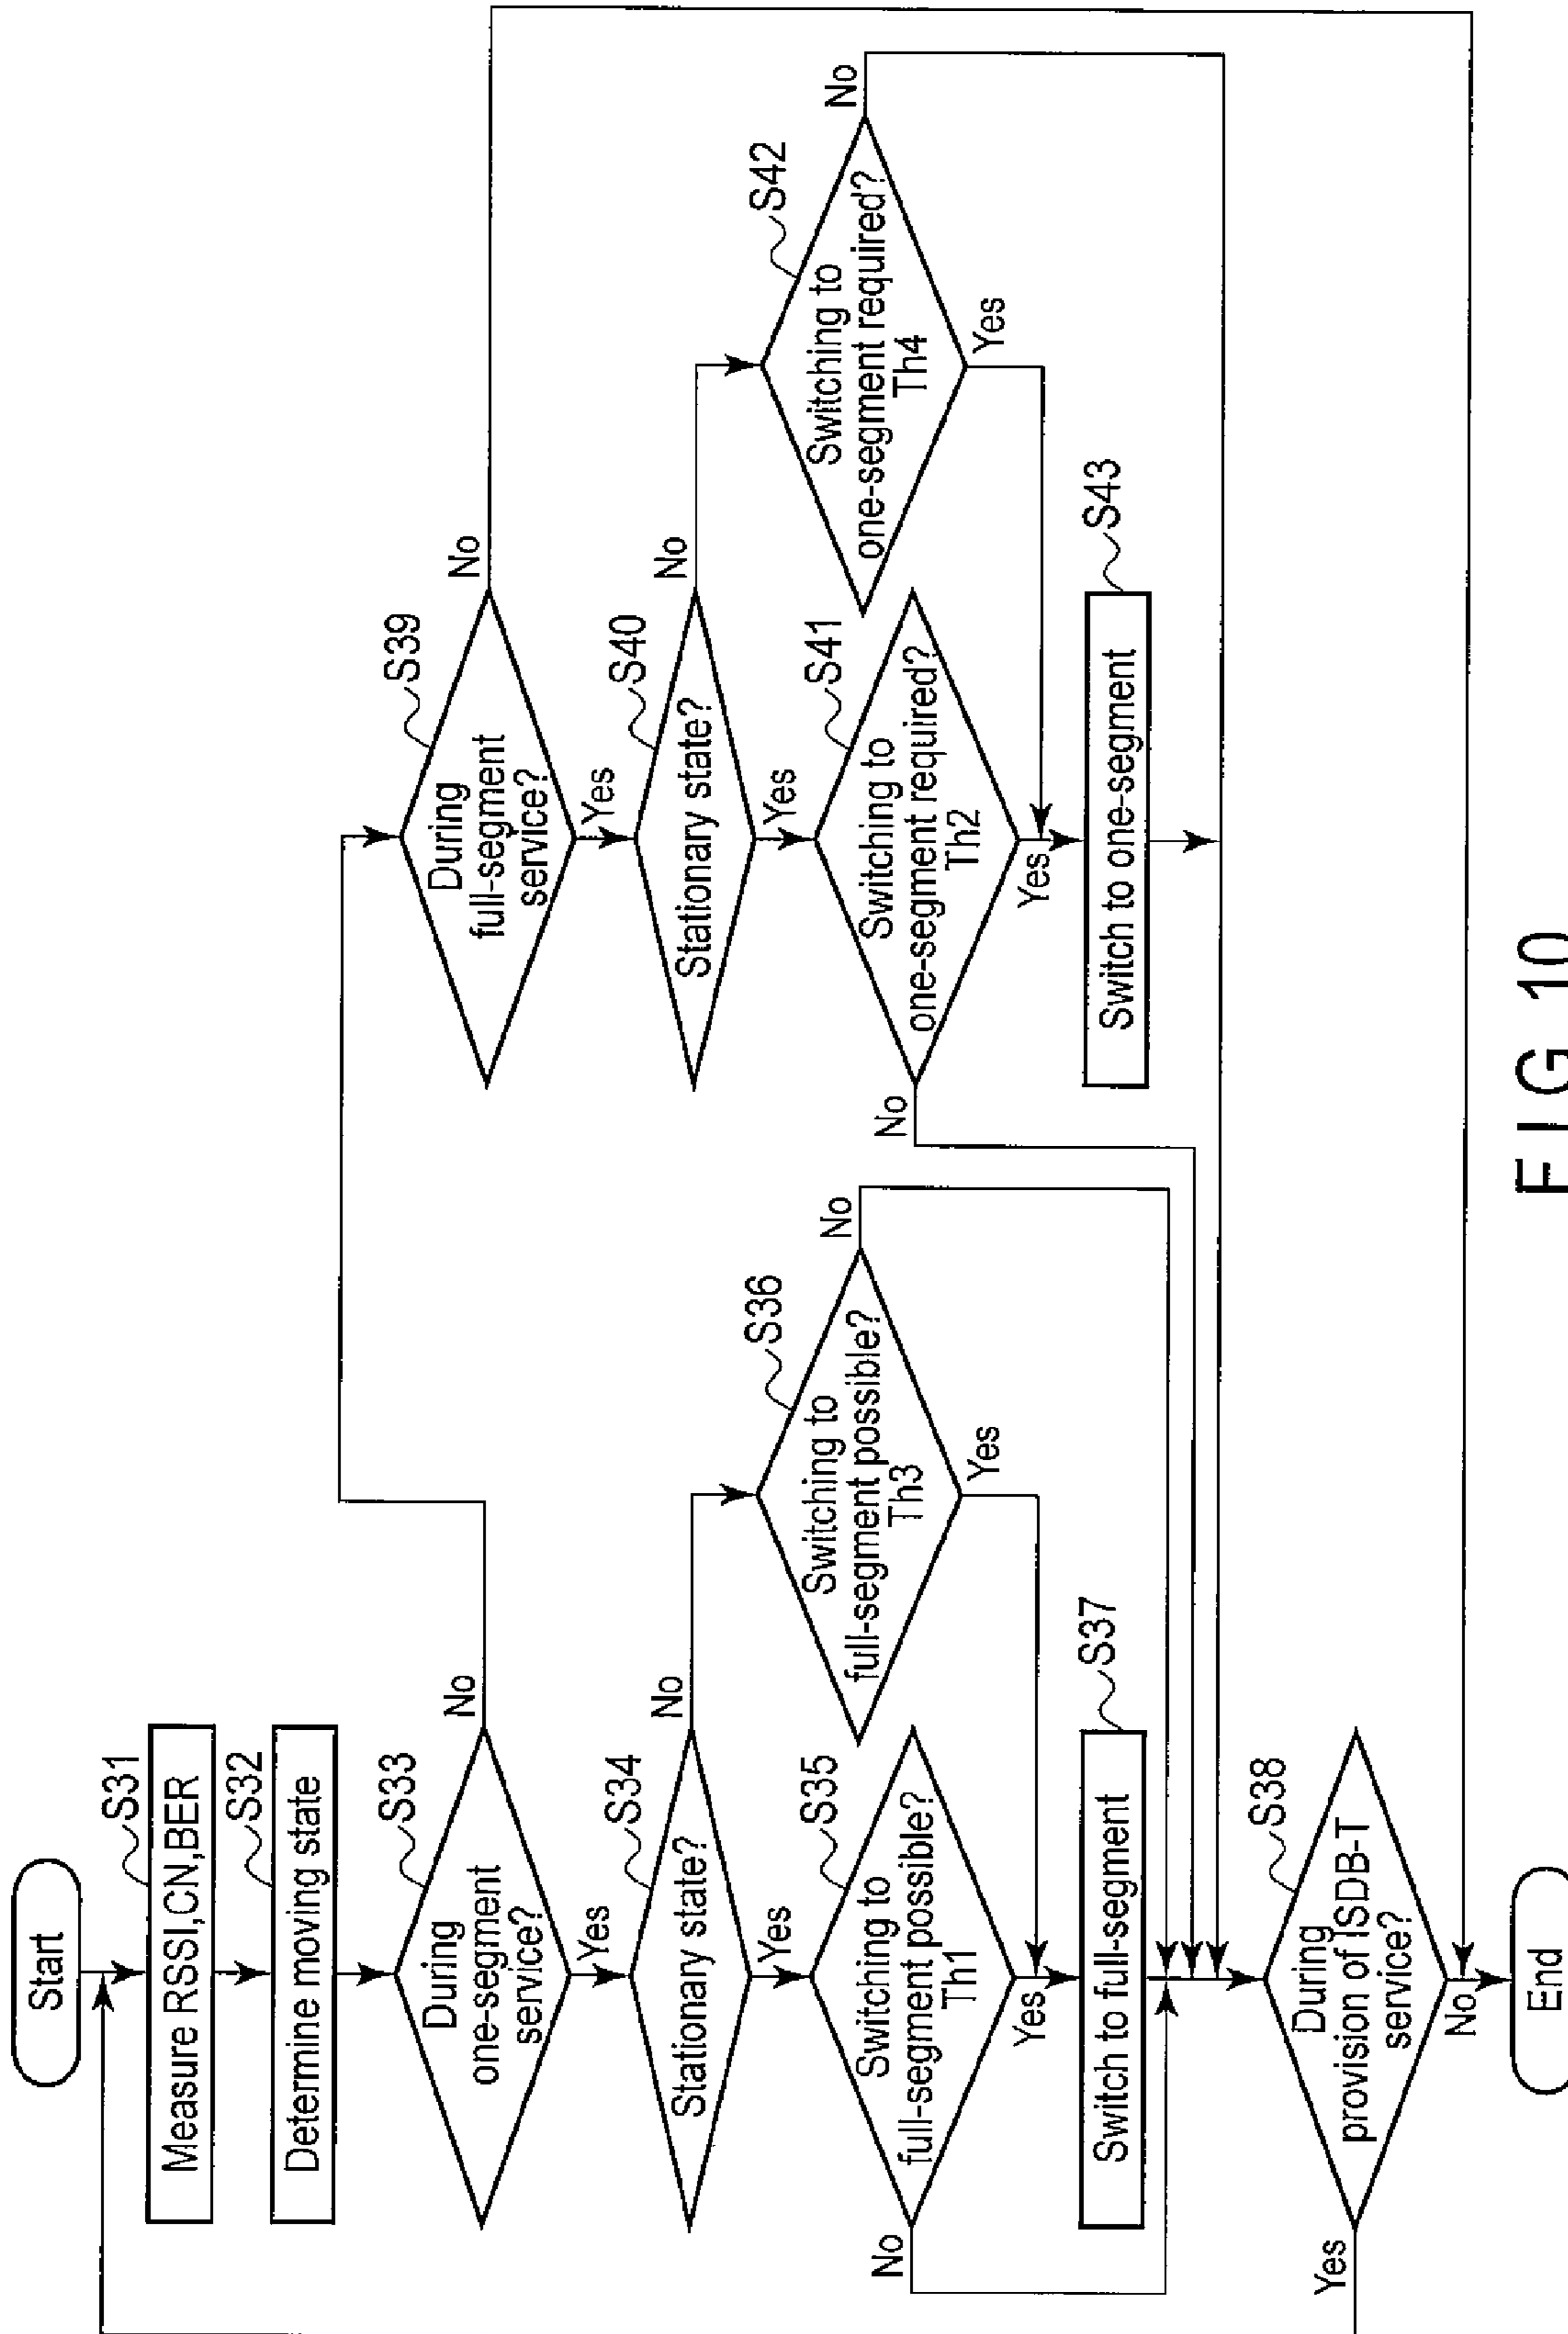 Start
S31
Measure RSSI,CN,BER
S32
Determine moving state
S33
During
one-segment
service?
No
Yes
S34
Stationary state?
No
Yes
S35
Switching to
full-segment possible?
Th1
No
Yes
S36
Switching to
full-segment possible?
Th3
No
Yes
S37
Switch to full-segment
S38
During
provision of ISDB-T
service?
Yes
No
End
S39
During
full-segment
service?
No
Yes
S40
Stationary state?
No
Yes
S41
Switching to
one-segment required?
Th2
No
Yes
S42
Switching to
one-segment required?
Th4
No
Yes
S43
Switch to one-segment
FIG 10